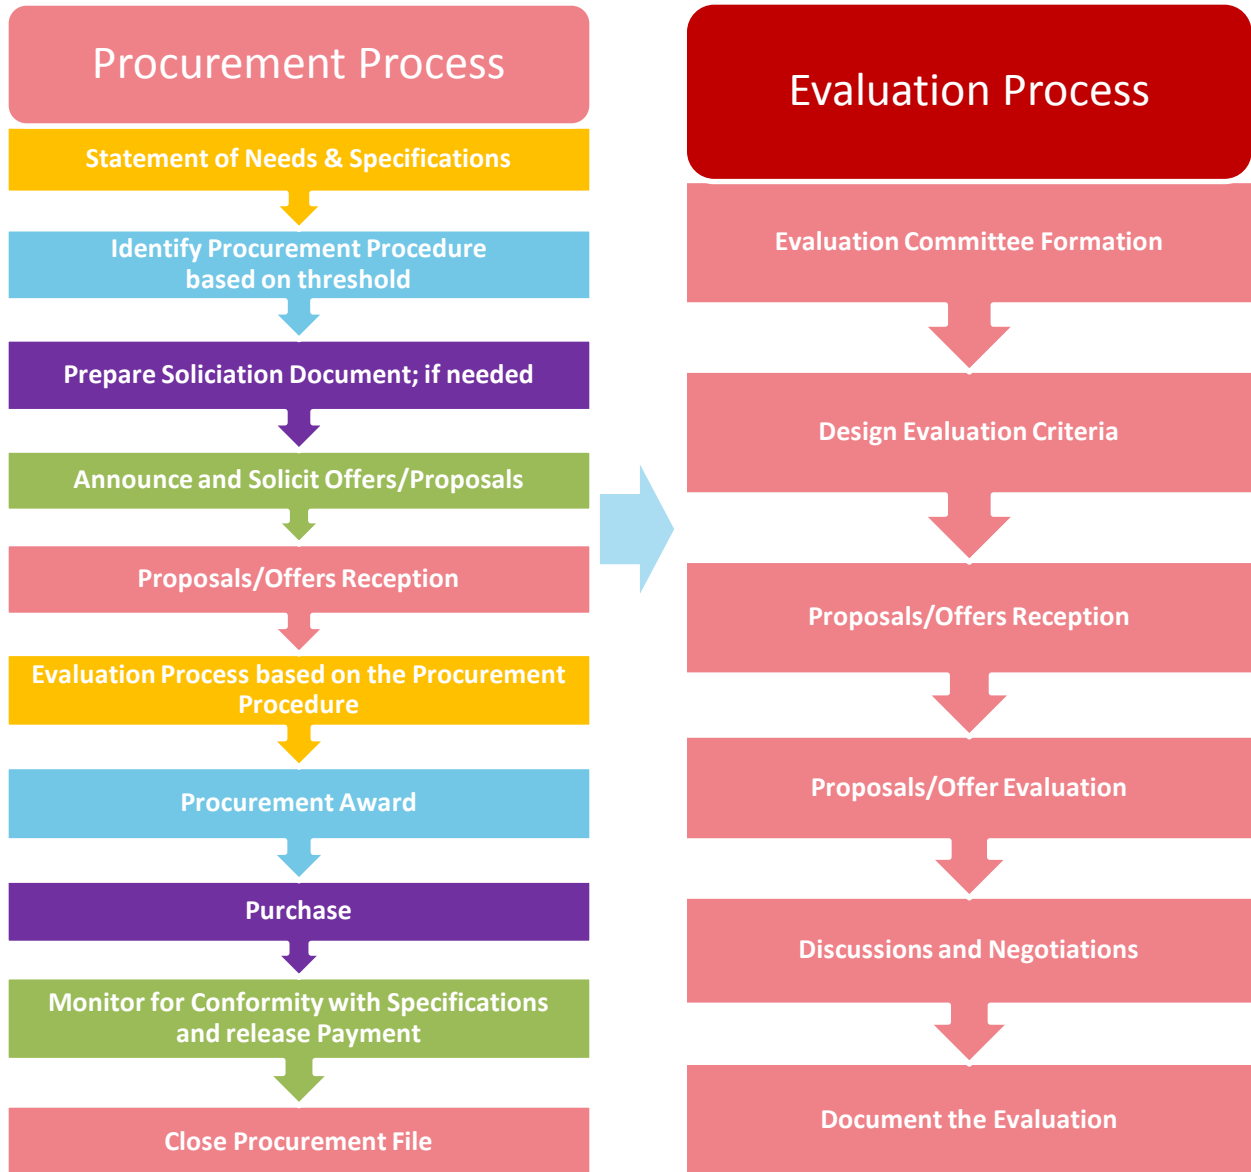 Procurement Process
Statement of Needs & Specifications
Identify Procurement Procedure
based on threshold
Prepare Soliciation Document; if needed
Announce and Solicit Offers/Proposals
Proposals/Offers Reception
Evaluation Process based on the Procurement
Procedure
Procurement Award
Purchase
Monitor for Conformity with Specifications
and release Payment
Close Procurement File
Evaluation Process
Evaluation Committee Formation
Design Evaluation Criteria
Proposals/Offers Reception
Proposals/Offer Evaluation
Discussions and Negotiations
Document the Evaluation